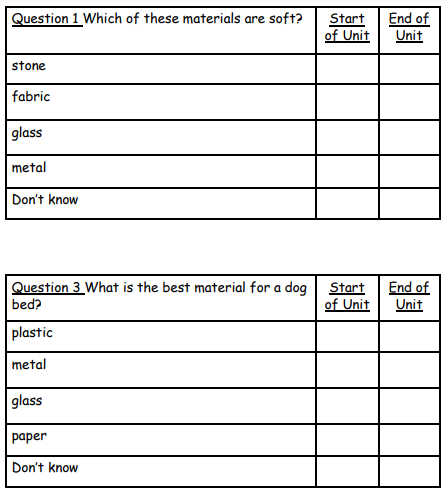 Question 1 Which of these materials are soft? Start End of
of Unit Unit
stone
fabric
glass
metal
Don't know
Question 3 What is the best material for a dog Start End of
bed? of Unit Unit
plastic
metal
glass
paper
Don't know